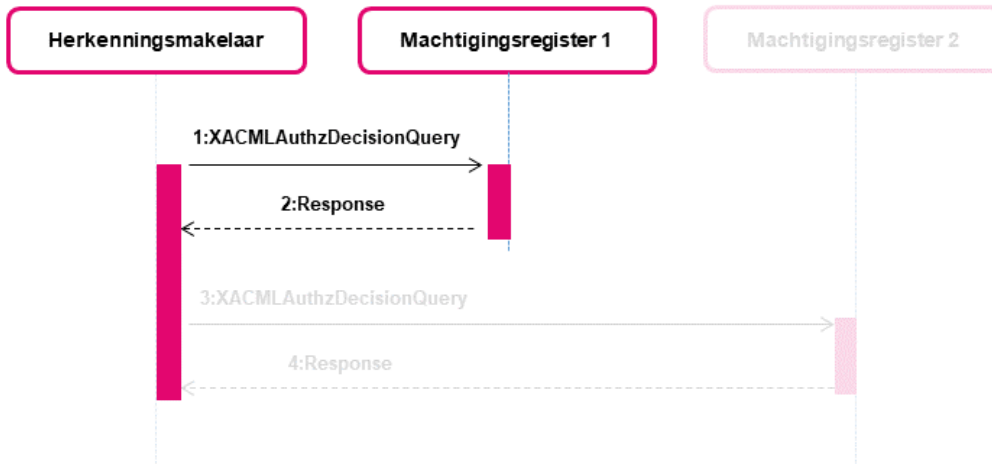 Herkenningsmakelaar
Machtigingsregister 1
Machtigingsregister 2
1:XACMLAuthzDecisionQuery
2:Response
3:XACMLAuthzDecisionQuery
4:Response